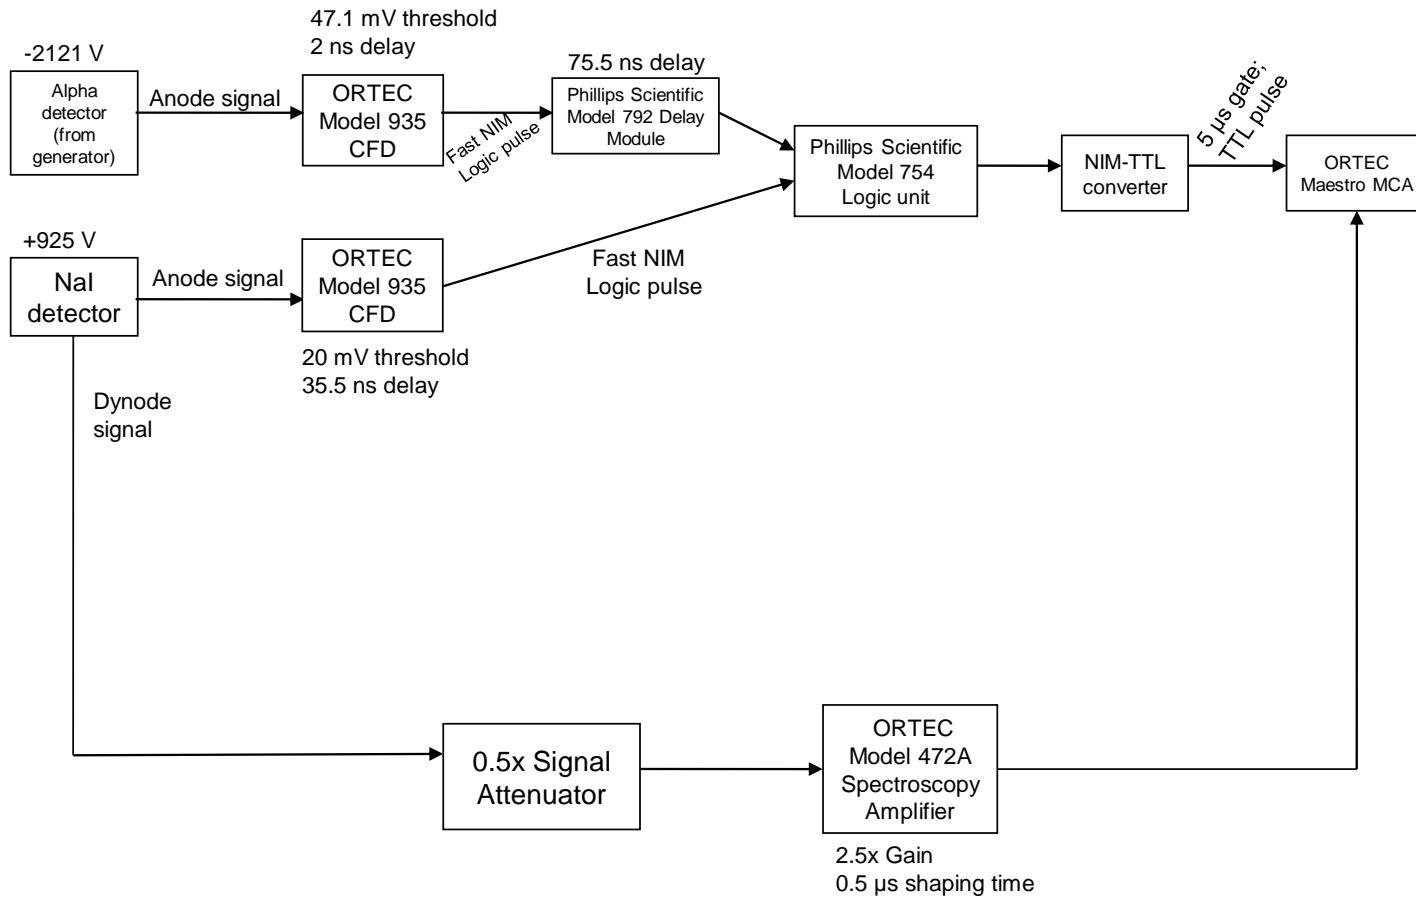 47.1 mV threshold
2 ns delay
-2121 V
Alpha
detector
(from
generator)
Anode signal
ORTEC
Model 935
CFD
Fast NIM
Logic pulse
75.5 ns delay
Phillips Scientific
Model 792 Delay
Module
Phillips Scientific
Model 754
Logic unit
NIM-TTL
converter
5 µs gate;
TTL pulse
ORTEC
Maestro MCA
+925 V
NaI
detector
Anode signal
ORTEC
Model 935
CFD
Fast NIM
Logic pulse
20 mV threshold
35.5 ns delay
Dynode
signal
0.5x Signal
Attenuator
ORTEC
Model 472A
Spectroscopy
Amplifier
2.5x Gain
0.5 µs shaping time